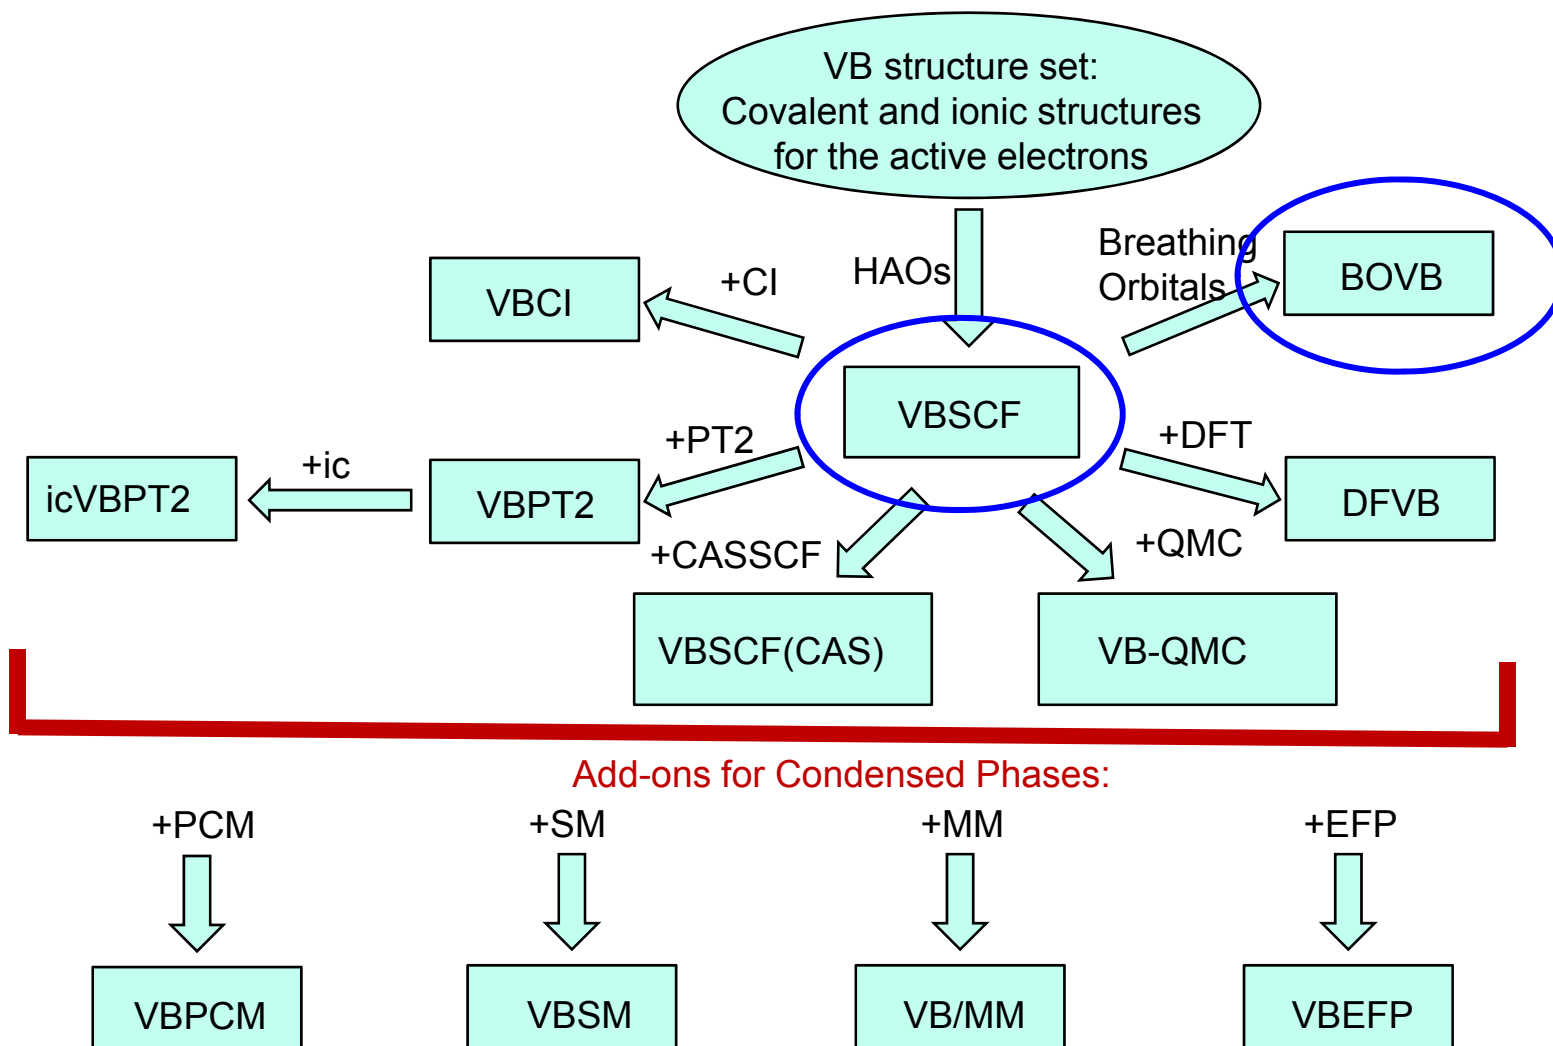 VB structure set:
Covalent and ionic structures
for the active electrons
HAOs
Breathing
Orbitals
BOVB
+CI
VBCI
VBSCF
+PT2
+DFT
+ic
icVBPT2
VBPT2
DFVB
+CASSCF
+QMC
VBSCF(CAS)
VB-QMC
Add-ons for Condensed Phases:
+PCM
+SM
+MM
+EFP
VBPCM
VBSM
VB/MM
VBEFP